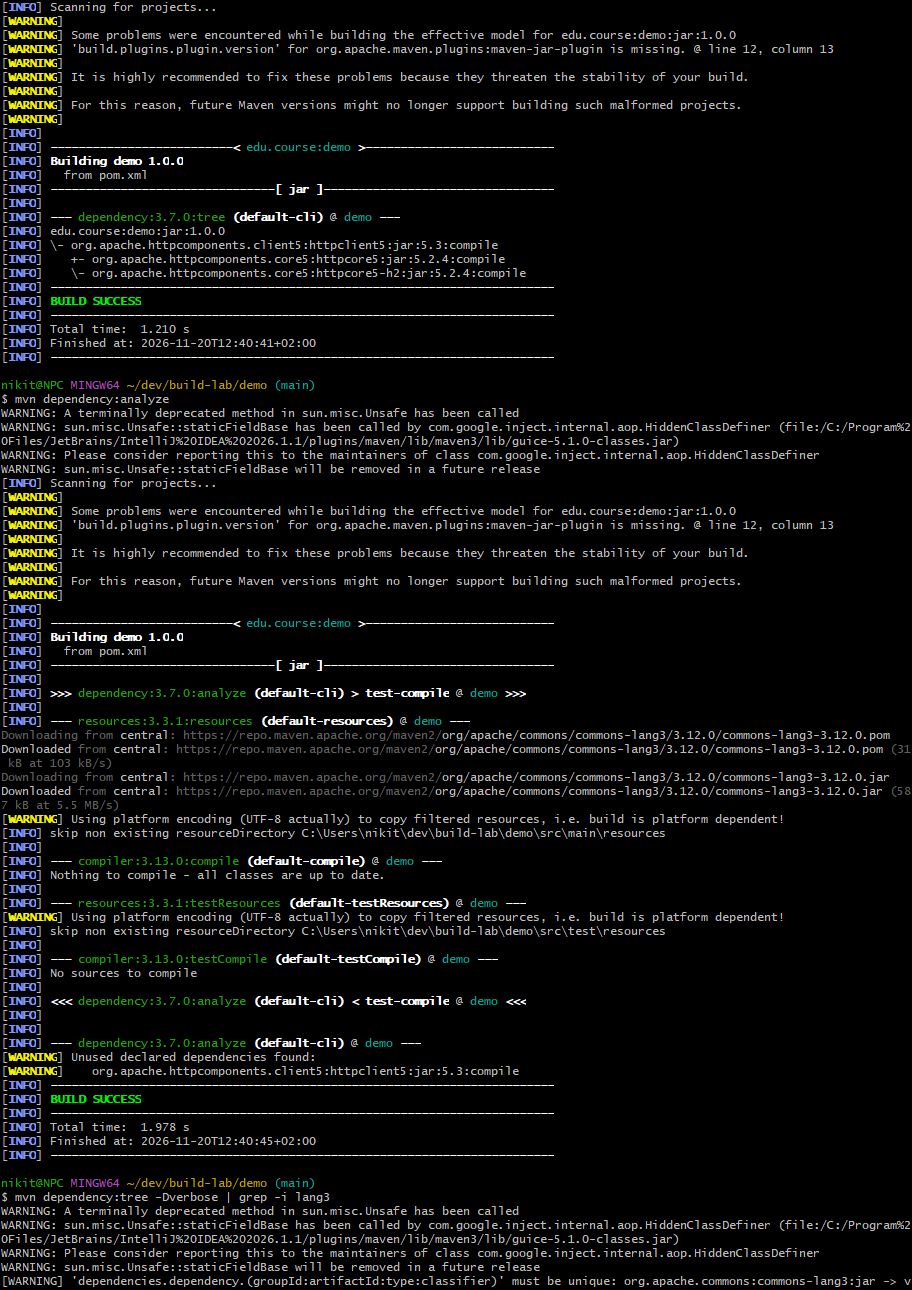 [INFO] Scanning for projects...
[WARNING]
[WARNING] Some problems were encountered while building the effective model for edu.course:demo:jar:1.0.0
[WARNING] 'build.plugins.plugin.version' for org.apache.maven.plugins:maven-jar-plugin is missing. @ line 12, column 13
[WARNING]
[WARNING] It is highly recommended to fix these problems because they threaten the stability of your build.
[WARNING]
[WARNING] For this reason, future Maven versions might no longer support building such malformed projects.
[WARNING]
[INFO]
[INFO] --------------------------< edu.course:demo >---------------------------
[INFO] Building demo 1.0.0
[INFO]   from pom.xml
[INFO] --------------------------------[ jar ]---------------------------------
[INFO]
[INFO] --- dependency:3.7.0:tree (default-cli) @ demo ---
[INFO] edu.course:demo:jar:1.0.0
[INFO] \- org.apache.httpcomponents.client5:httpclient5:jar:5.3:compile
[INFO]    +- org.apache.httpcomponents.core5:httpcore5:jar:5.2.4:compile
[INFO]    \- org.apache.httpcomponents.core5:httpcore5-h2:jar:5.2.4:compile
[INFO] ------------------------------------------------------------------------
[INFO] BUILD SUCCESS
[INFO] ------------------------------------------------------------------------
[INFO] Total time:  1.210 s
[INFO] Finished at: 2026-11-20T12:40:41+02:00
[INFO] ------------------------------------------------------------------------
nikit@NPC MINGW64 ~/dev/build-lab/demo (main)
$ mvn dependency:analyze
WARNING: A terminally deprecated method in sun.misc.Unsafe has been called
WARNING: sun.misc.Unsafe::staticFieldBase has been called by com.google.inject.internal.aop.HiddenClassDefiner (file:/C:/Program%2
0Files/JetBrains/IntelliJ%20IDEA%202026.1.1/plugins/maven/lib/maven3/lib/guice-5.1.0-classes.jar)
WARNING: Please consider reporting this to the maintainers of class com.google.inject.internal.aop.HiddenClassDefiner
WARNING: sun.misc.Unsafe::staticFieldBase will be removed in a future release
[INFO] Scanning for projects...
[WARNING]
[WARNING] Some problems were encountered while building the effective model for edu.course:demo:jar:1.0.0
[WARNING] 'build.plugins.plugin.version' for org.apache.maven.plugins:maven-jar-plugin is missing. @ line 12, column 13
[WARNING]
[WARNING] It is highly recommended to fix these problems because they threaten the stability of your build.
[WARNING]
[WARNING] For this reason, future Maven versions might no longer support building such malformed projects.
[WARNING]
[INFO]
[INFO] --------------------------< edu.course:demo >---------------------------
[INFO] Building demo 1.0.0
[INFO]   from pom.xml
[INFO] --------------------------------[ jar ]---------------------------------
[INFO]
[INFO] >>> dependency:3.7.0:analyze (default-cli) > test-compile @ demo >>>
[INFO]
[INFO] --- resources:3.3.1:resources (default-resources) @ demo ---
Downloading from central: https://repo.maven.apache.org/maven2/org/apache/commons/commons-lang3/3.12.0/commons-lang3-3.12.0.pom
Downloaded from central: https://repo.maven.apache.org/maven2/org/apache/commons/commons-lang3/3.12.0/commons-lang3-3.12.0.pom (31
 kB at 103 kB/s)
Downloading from central: https://repo.maven.apache.org/maven2/org/apache/commons/commons-lang3/3.12.0/commons-lang3-3.12.0.jar
Downloaded from central: https://repo.maven.apache.org/maven2/org/apache/commons/commons-lang3/3.12.0/commons-lang3-3.12.0.jar (58
7 kB at 5.5 MB/s)
[WARNING] Using platform encoding (UTF-8 actually) to copy filtered resources, i.e. build is platform dependent!
[INFO] skip non existing resourceDirectory C:\Users\nikit\dev\build-lab\demo\src\main\resources
[INFO]
[INFO] --- compiler:3.13.0:compile (default-compile) @ demo ---
[INFO] Nothing to compile - all classes are up to date.
[INFO]
[INFO] --- resources:3.3.1:testResources (default-testResources) @ demo ---
[WARNING] Using platform encoding (UTF-8 actually) to copy filtered resources, i.e. build is platform dependent!
[INFO] skip non existing resourceDirectory C:\Users\nikit\dev\build-lab\demo\src\test\resources
[INFO]
[INFO] --- compiler:3.13.0:testCompile (default-testCompile) @ demo ---
[INFO] No sources to compile
[INFO]
[INFO] <<< dependency:3.7.0:analyze (default-cli) < test-compile @ demo <<<
[INFO]
[INFO]
[INFO] --- dependency:3.7.0:analyze (default-cli) @ demo ---
[WARNING] Unused declared dependencies found:
[WARNING]    org.apache.httpcomponents.client5:httpclient5:jar:5.3:compile
[INFO] ------------------------------------------------------------------------
[INFO] BUILD SUCCESS
[INFO] ------------------------------------------------------------------------
[INFO] Total time:  1.978 s
[INFO] Finished at: 2026-11-20T12:40:45+02:00
[INFO] ------------------------------------------------------------------------
nikit@NPC MINGW64 ~/dev/build-lab/demo (main)
$ mvn dependency:tree -Dverbose | grep -i lang3
WARNING: A terminally deprecated method in sun.misc.Unsafe has been called
WARNING: sun.misc.Unsafe::staticFieldBase has been called by com.google.inject.internal.aop.HiddenClassDefiner (file:/C:/Program%2
0Files/JetBrains/IntelliJ%20IDEA%202026.1.1/plugins/maven/lib/maven3/lib/guice-5.1.0-classes.jar)
WARNING: Please consider reporting this to the maintainers of class com.google.inject.internal.aop.HiddenClassDefiner
WARNING: sun.misc.Unsafe::staticFieldBase will be removed in a future release
[WARNING] 'dependencies.dependency.(groupId:artifactId:type:classifier)' must be unique: org.apache.commons:commons-lang3:jar -> v